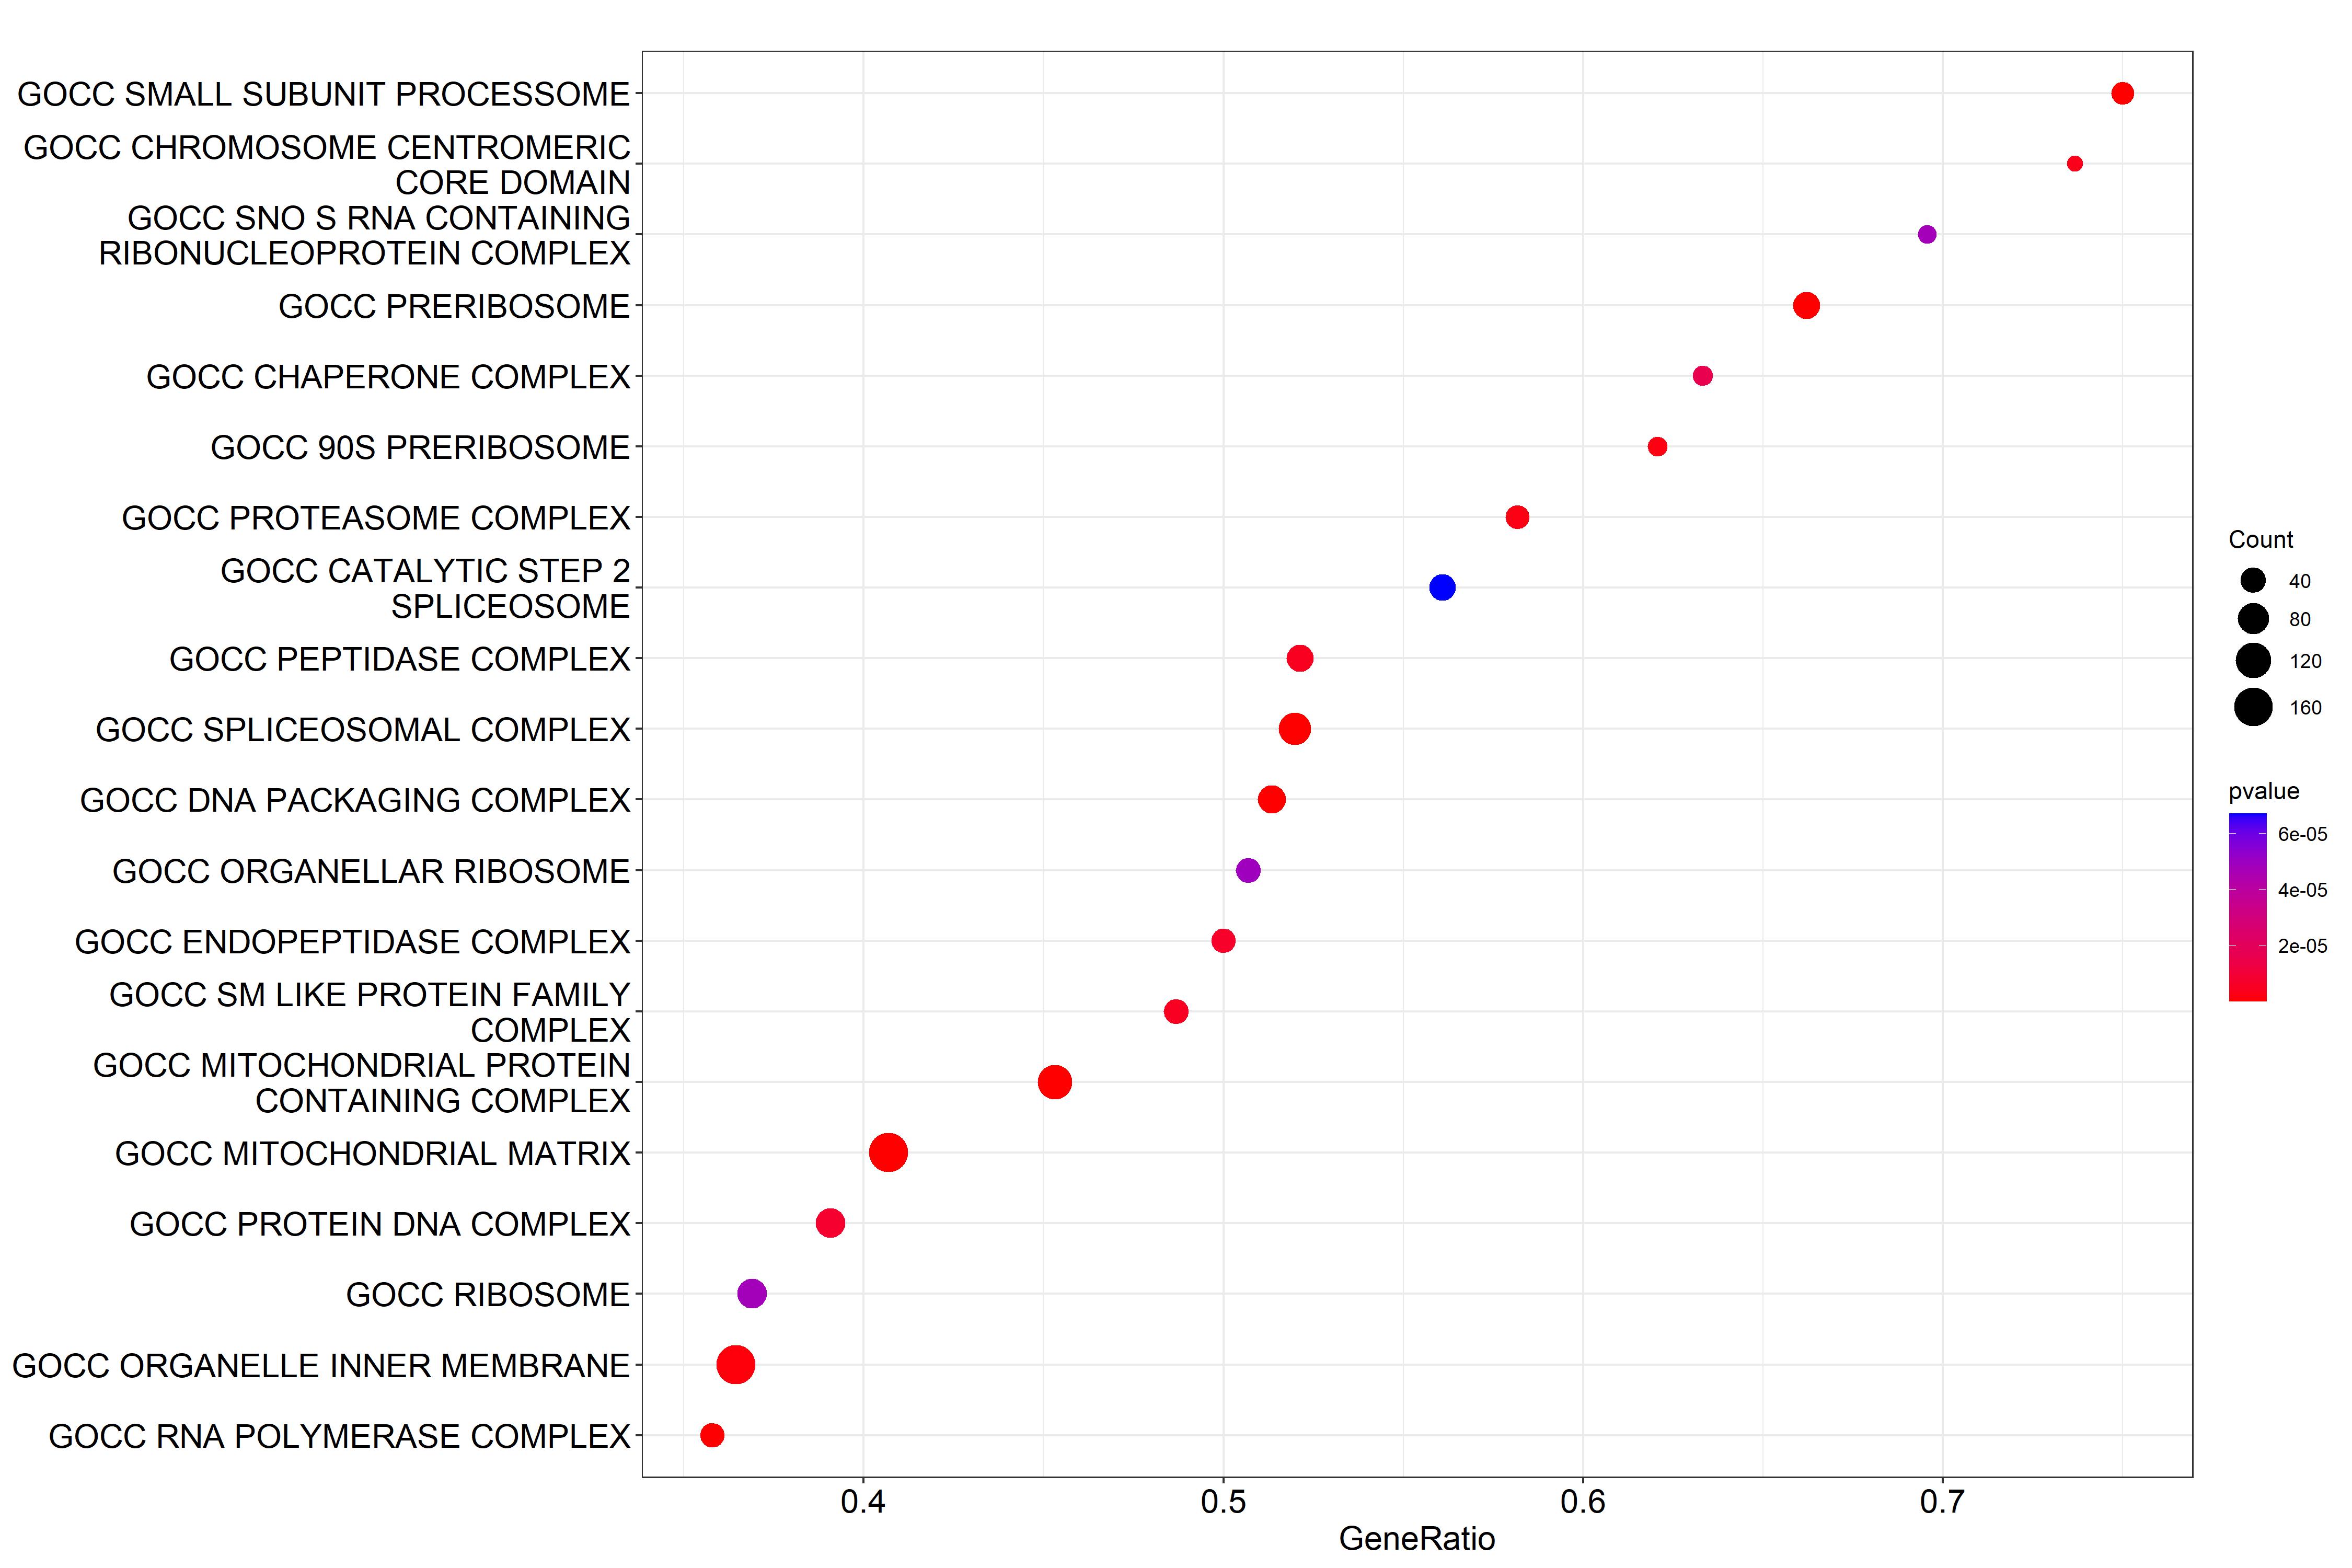 GOCC SMALL SUBUNIT PROCESSOME
GOCC CHROMOSOME CENTROMERIC
CORE DOMAIN
GOCC SNO S RNA CONTAINING
RIBONUCLEOPROTEIN COMPLEX
GOCC PRERIBOSOME
GOCC CHAPERONE COMPLEX
GOCC 90S PRERIBOSOME
GOCC PROTEASOME COMPLEX
GOCC CATALYTIC STEP 2
SPLICEOSOME
GOCC PEPTIDASE COMPLEX
GOCC SPLICEOSOMAL COMPLEX
GOCC DNA PACKAGING COMPLEX
GOCC ORGANELLAR RIBOSOME
GOCC ENDOPEPTIDASE COMPLEX
GOCC SM LIKE PROTEIN FAMILY
COMPLEX
GOCC MITOCHONDRIAL PROTEIN
CONTAINING COMPLEX
GOCC MITOCHONDRIAL MATRIX
GOCC PROTEIN DNA COMPLEX
GOCC RIBOSOME
GOCC ORGANELLE INNER MEMBRANE
GOCC RNA POLYMERASE COMPLEX
0.4 0.5 0.6 0.7
GeneRatio
Count
40
80
120
160
pvalue
6e-05
4e-05
2e-05